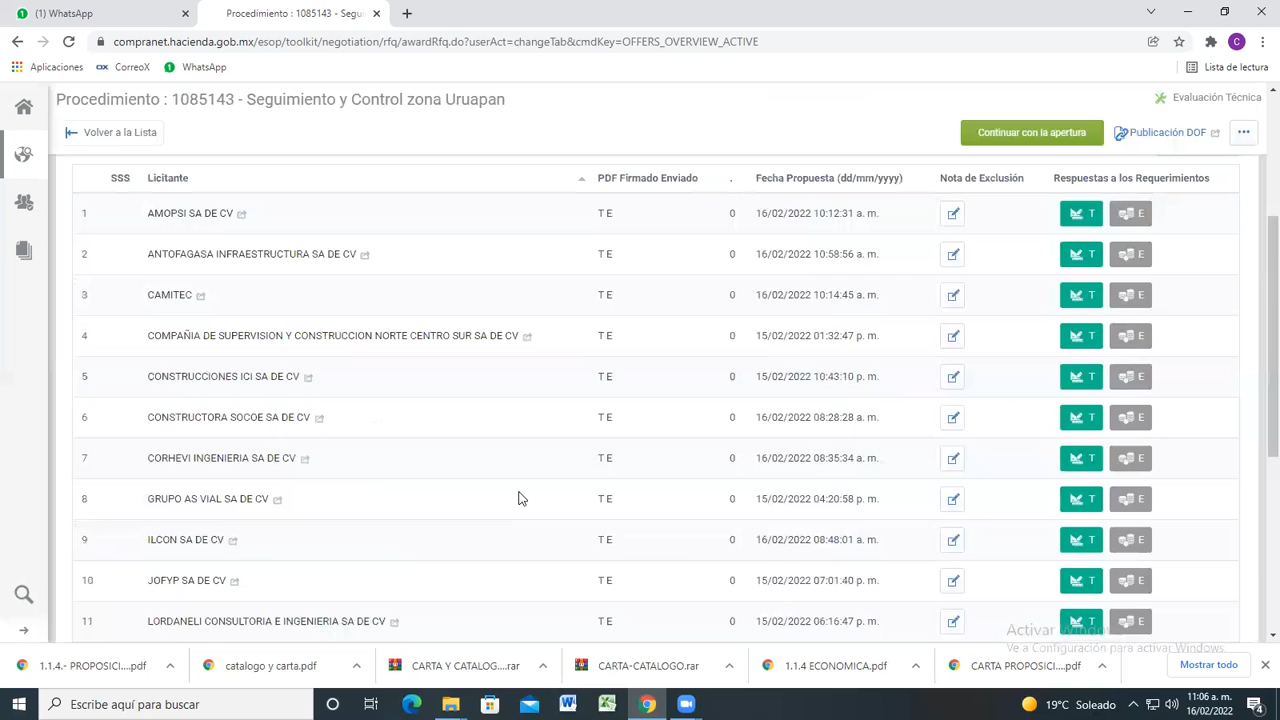 (1) WhatsApp
Procedimiento : 1085143 - Segui
compranet.hacienda.gob.mx/esop/toolkit/negotiation/rfq/awardRfq.do?userAct=changeTab&cmdKey=OFFERS_OVERVIEW_ACTIVE
C
Aplicaciones CorreoX WhatsApp Lista de lectura
Procedimiento : 1085143 - Seguimiento y Control zona Uruapan
Evaluación Técnica
Volver a la Lista Continuar con la apertura Publicación DOF ...
SSS Licitante PDF Firmado Enviado . Fecha Propuesta (dd/mm/yyyy) Nota de Exclusión Respuestas a los Requerimientos
1 AMOPSI SA DE CV T E 0 16/02/2022 10:12:31 a. m. T E
2 ANTOFAGASA INFRAESTRUCTURA SA DE CV T E 0 16/02/2022 10:58:56 a. m. T E
3 CAMITEC T E 0 16/02/2022 10:14:45 a. m. T E
4 COMPAÑIA DE SUPERVISION Y CONSTRUCCION NORTE CENTRO SUR SA DE CV T E 0 15/02/2022 01:32:47 p. m. T E
5 CONSTRUCCIONES ICI SA DE CV T E 0 15/02/2022 10:43:10 p. m. T E
6 CONSTRUCTORA SOCOE SA DE CV T E 0 16/02/2022 08:28:28 a. m. T E
7 CORHEVI INGENIERIA SA DE CV T E 0 16/02/2022 08:35:34 a. m. T E
8 GRUPO AS VIAL SA DE CV T E 0 15/02/2022 04:20:58 p. m. T E
9 ILCON SA DE CV T E 0 16/02/2022 08:48:01 a. m. T E
10 JOFYP SA DE CV T E 0 15/02/2022 07:01:40 p. m. T E
11 LORDANELI CONSULTORIA E INGENIERIA SA DE CV T E 0 15/02/2022 06:16:47 p. m. T E
Activar Windows
Ve a Configuración para activar Windows.
1.1.4.- PROPOSICI....pdf catalogo y carta.pdf CARTA Y CATALOG....rar CARTA-CATALOGO.rar 1.1.4 ECONOMICA.pdf CARTA PROPOSICI....pdf Mostrar todo
Escribe aquí para buscar 19°C Soleado 11:06 a. m.
16/02/2022 4